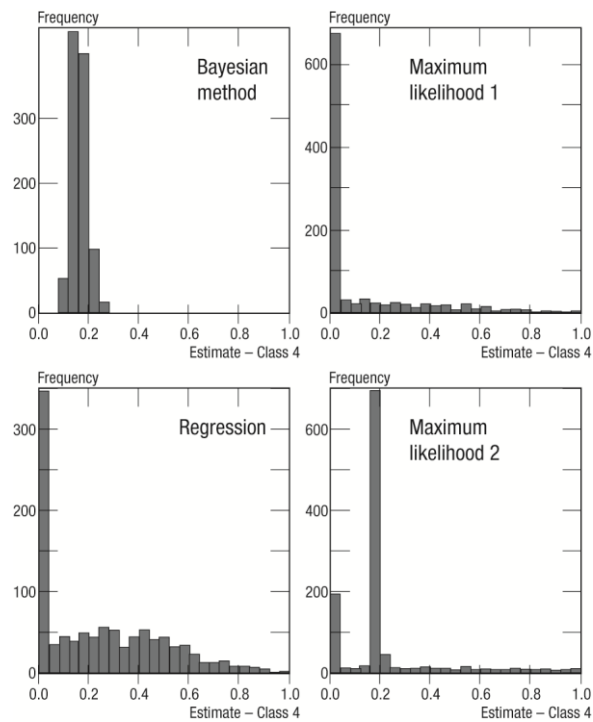 Frequency
Bayesian
method
300
200
100
0
0.0 0.2 0.4 0.6 0.8 1.0
Estimate – Class 4
Frequency
Maximum
likelihood 1
600
400
200
0
0.0 0.2 0.4 0.6 0.8 1.0
Estimate – Class 4
Frequency
Regression
300
200
100
0
0.0 0.2 0.4 0.6 0.8 1.0
Estimate – Class 4
Frequency
Maximum
likelihood 2
600
400
200
0
0.0 0.2 0.4 0.6 0.8 1.0
Estimate – Class 4